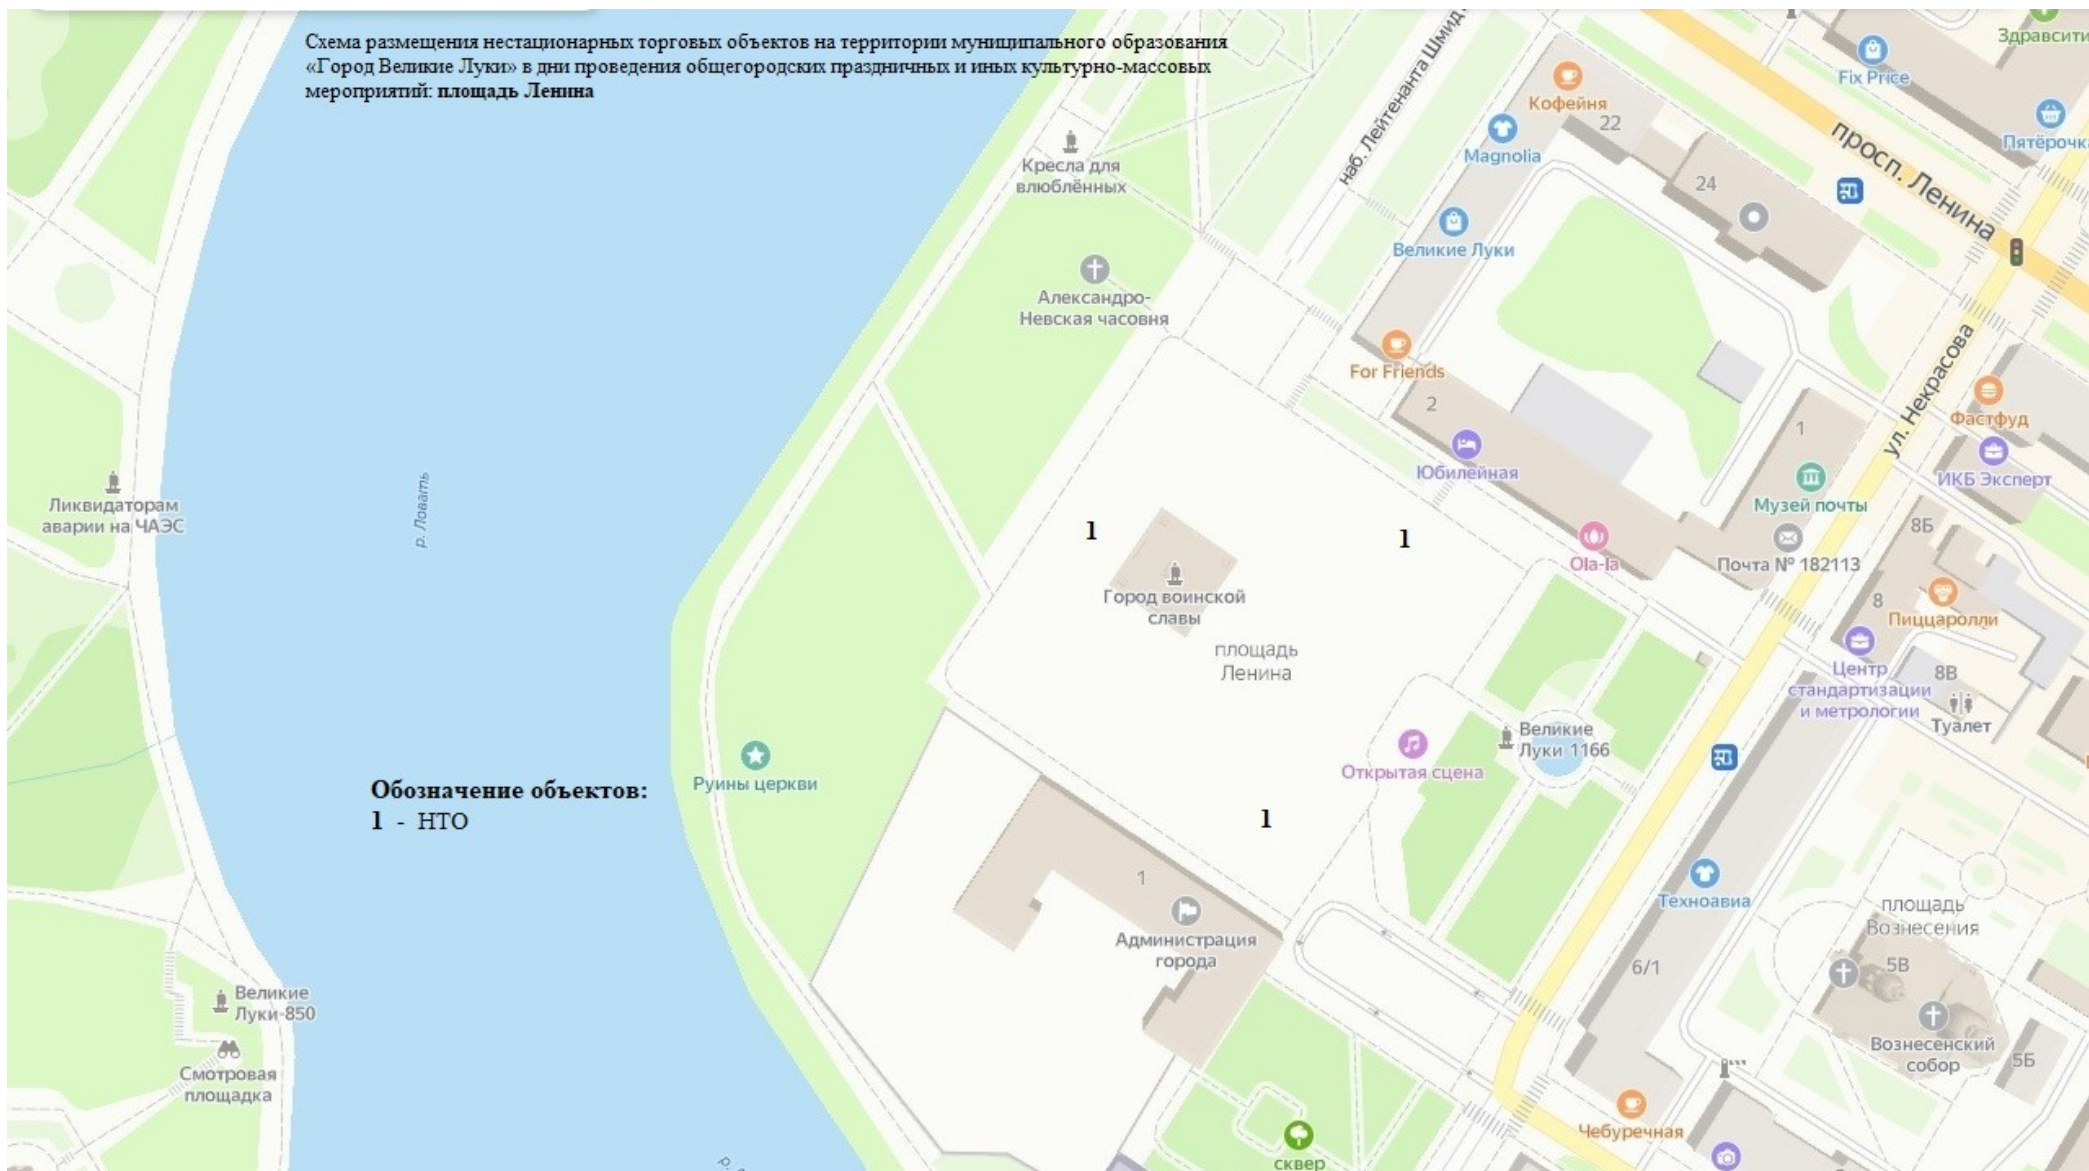 Схема размещения нестационарных торговых объектов на территории муниципального образования
«Город Великие Луки» в дни проведения общегородских праздничных и иных культурно-массовых
мероприятий: площадь Ленина
Здравсити
Fix Price
Кофейня
22
Magnolia
Пятёрочка
просп. Ленина
наб. Лейтенанта Шмид
Кресла для
влюблённых
24
Великие Луки
Александро-
Невская часовня
ул. Некрасова
For Friends
2
Фастфуд
1
Юбилейная
ИКБ Эксперт
Музей почты
Ликвидаторам
аварии на ЧАЭС
р. Ловать
1
1
8Б
Ola-la
Почта № 182113
Город воинской
славы
8
Пиццаролли
площадь
Ленина
Центр
стандартизации
и метрологии
8В
Туалет
Великие
Луки 1166
Открытая сцена
Руины церкви
Обозначение объектов:
1 - НТО
1
1
Администрация
города
Техноавиа
площадь
Вознесения
6/1
5В
Великие
Луки-850
Вознесенский
собор
5Б
Смотровая
площадка
Чебуречная
сквер